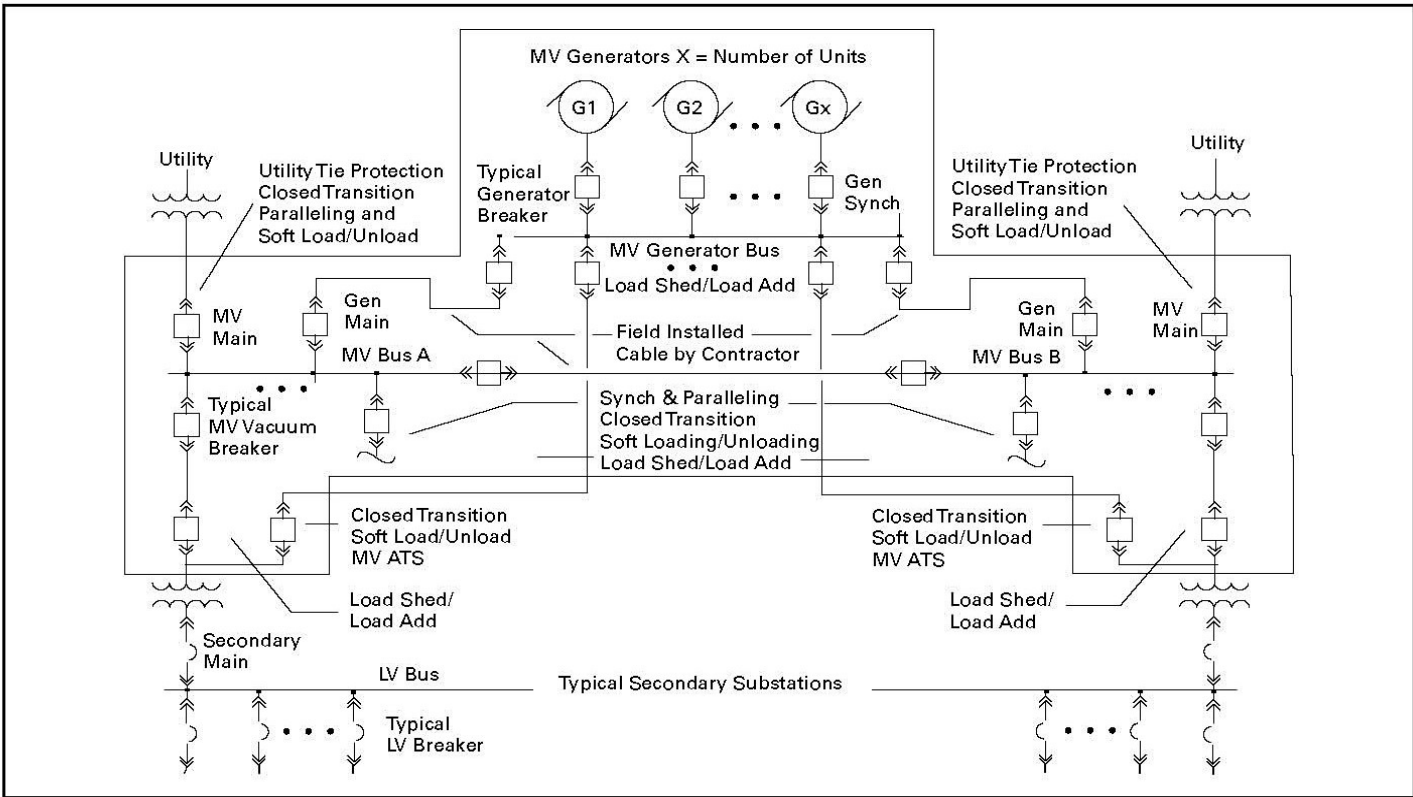 MV Generators X = Number of Units
G1
G2
Gx
Utility
Utility Tie Protection
Closed Transition
Paralleling and
Soft Load/Unload
Typical
Generator
Breaker
Gen
Synch
Utility Tie Protection
Closed Transition
Paralleling and
Soft Load/Unload
Utility
MV Generator Bus
Load Shed/Load Add
MV
Main
Gen
Main
Field Installed
Cable by Contractor
Gen
Main
MV
Main
MV Bus A
MV Bus B
Typical
MV Vacuum
Breaker
Synch & Paralleling
Closed Transition
Soft Loading/Unloading
Load Shed/Load Add
Closed Transition
Soft Load/Unload
MV ATS
Closed Transition
Soft Load/Unload
MV ATS
Load Shed/
Load Add
Load Shed/
Load Add
Secondary
Main
LV Bus
Typical Secondary Substations
Typical
LV Breaker